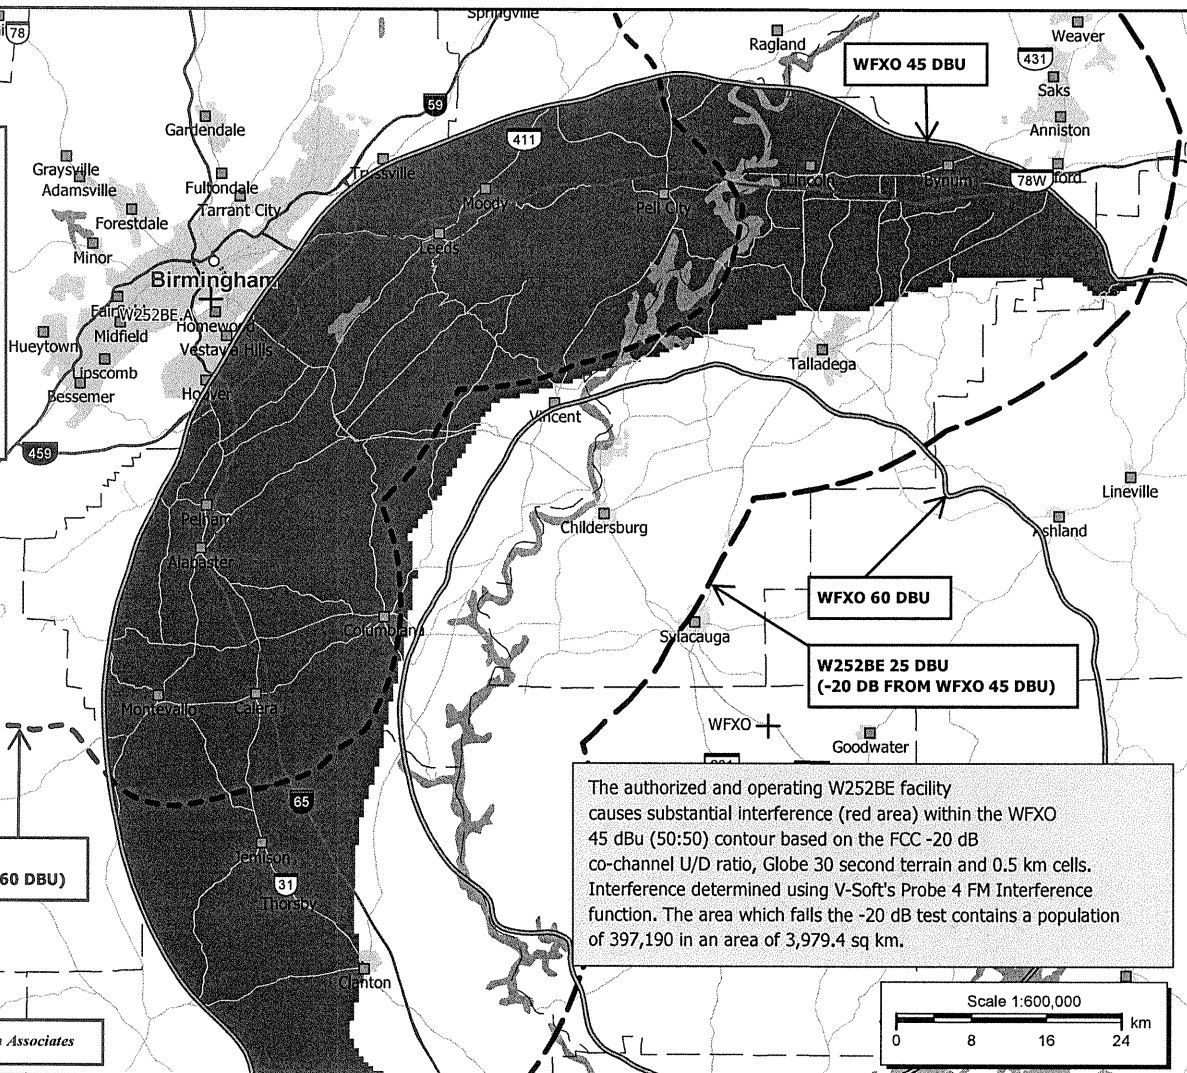 Springville
78
Ragland
Weaver
WFXO 45 DBU
431
Saks
59
Gardendale
Anniston
411
Graysville
Trussville
Adamsville
Fultondale
Lincoln
Bynum
78W
ford
Moody
Pell City
Tarrant City
Forestdale
Minor
Leeds
Birmingham
W252BE.A
Homewood
Midfield
Hueytown
Vestavia Hills
Lipscomb
Talladega
Bessemer
Hoover
Vincent
459
Lineville
Pelham
Childersburg
Ashland
Alabaster
WFXO 60 DBU
Columbiana
Sylacauga
W252BE 25 DBU
(-20 DB FROM WFXO 45 DBU)
Montevallo
Calera
WFXO
Goodwater
65
The authorized and operating W252BE facility
causes substantial interference (red area) within the WFXO
45 dBu (50:50) contour based on the FCC -20 dB
co-channel U/D ratio, Globe 30 second terrain and 0.5 km cells.
Interference determined using V-Soft's Probe 4 FM Interference
function. The area which falls the -20 dB test contains a population
of 397,190 in an area of 3,979.4 sq km.
Jemison
60 DBU)
31
Thorsby
Clanton
Scale 1:600,000
km
0 8 16 24
Associates